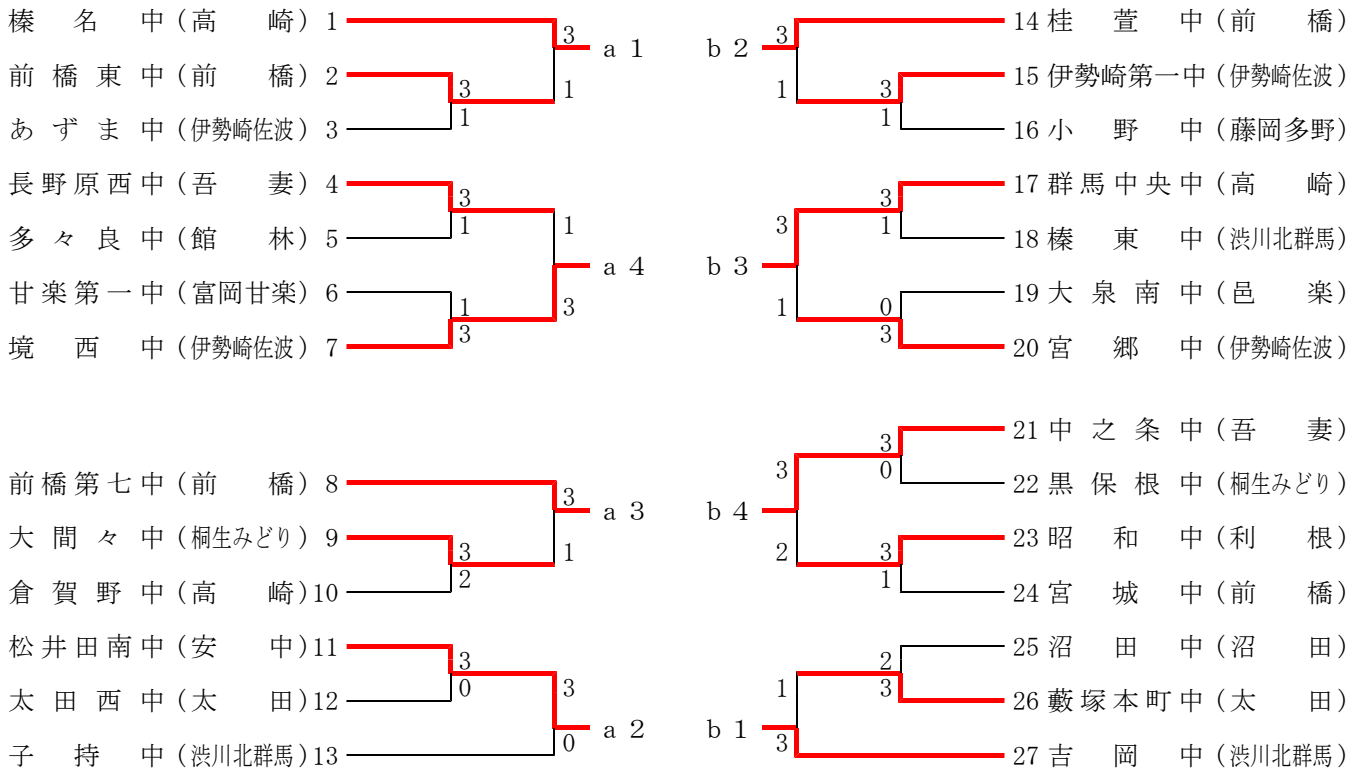 榛名中（高崎）1
3
a 1
1
前橋東中（前橋）2
3
1
あずま中（伊勢崎佐波）3
長野原西中（吾妻）4
3
1
1
多々良中（館林）5
a 4
甘楽第一中（富岡甘楽）6
1
3
3
境西中（伊勢崎佐波）7
前橋第七中（前橋）8
3
a 3
1
大間々中（桐生みどり）9
3
2
倉賀野中（高崎）10
松井田南中（安中）11
3
0
3
太田西中（太田）12
a 2
0
子持中（渋川北群馬）13
14 桂萱中（前橋）
3
b 2
1
15 伊勢崎第一中（伊勢崎佐波）
3
1
16 小野中（藤岡多野）
17 群馬中央中（高崎）
3
1
3
18 榛東中（渋川北群馬）
b 3
19 大泉南中（邑楽）
0
3
1
20 宮郷中（伊勢崎佐波）
21 中之条中（吾妻）
3
0
3
22 黒保根中（桐生みどり）
b 4
23 昭和中（利根）
3
1
2
24 宮城中（前橋）
25 沼田中（沼田）
2
3
1
26 藪塚本町中（太田）
b 1
3
27 吉岡中（渋川北群馬）